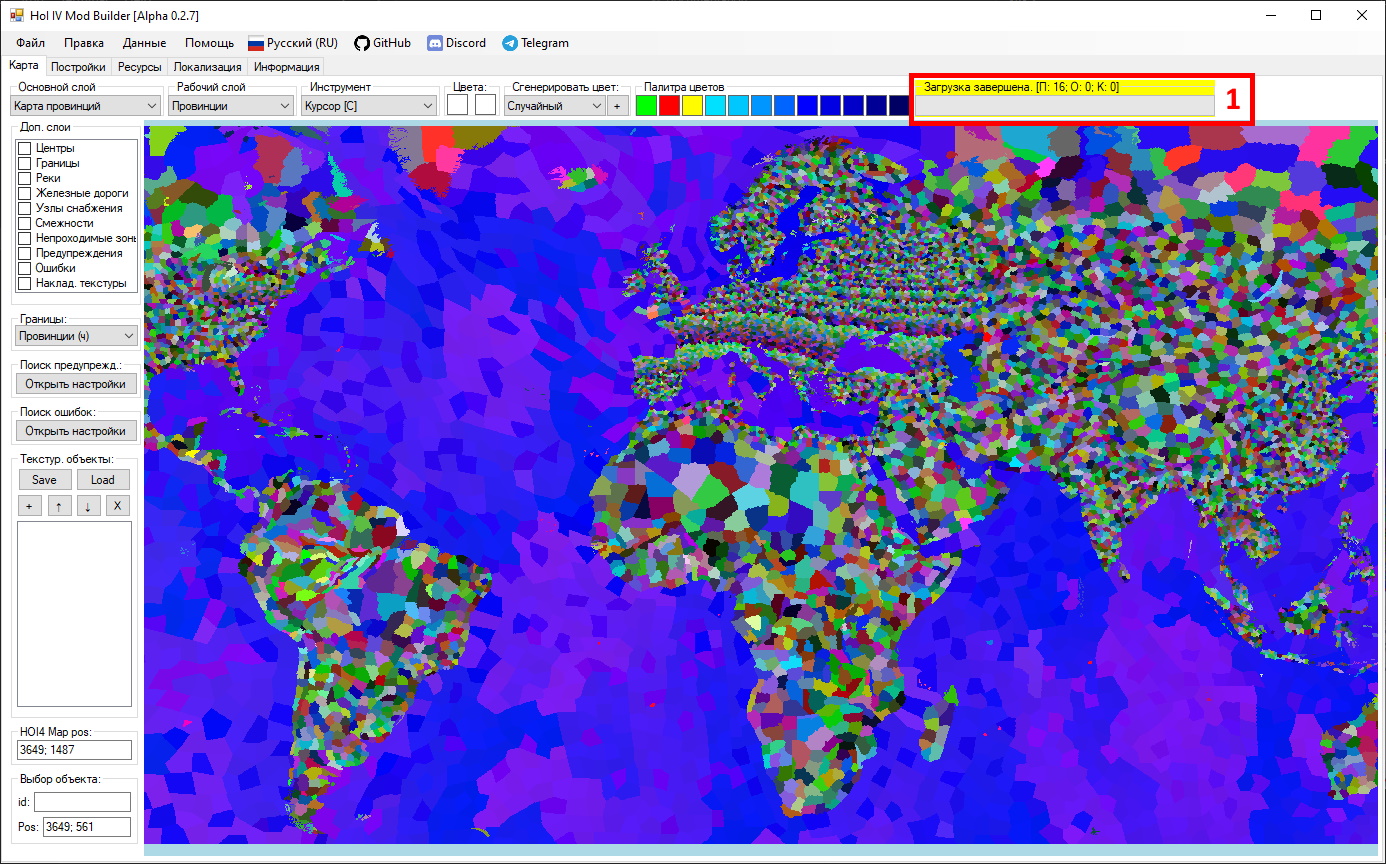 HoI IV Mod Builder [Alpha 0.2.7]
Файл Правка Данные Помощь Русский (RU) GitHub Discord Telegram
Карта Постройки Ресурсы Локализация Информация
Основной слой Рабочий слой Инструмент Цвета: Сгенерировать цвет: Палитра цветов Загрузка завершена. [П: 16; О: 0; К: 0]
Карта провинций Провинции Курсор [C] Случайный + 1
Доп. слои
Центры
Границы
Реки
Железные дороги
Узлы снабжения
Смежности
Непроходимые зоны
Предупреждения
Ошибки
Наклад. текстуры
Границы:
Провинции (ч)
Поиск предупрежд.:
Открыть настройки
Поиск ошибок:
Открыть настройки
Текстур. объекты:
Save Load
+ ↑ ↓ X
HOI4 Map pos:
3649; 1487
Выбор объекта:
id:
Pos: 3649; 561